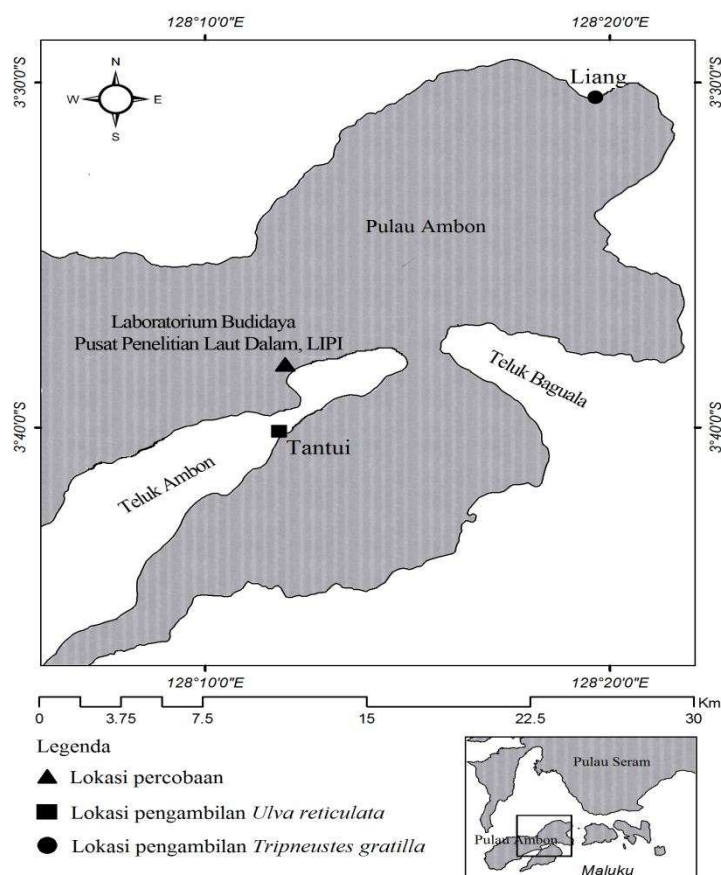 128°10'0"E
128°20'0"E
3°30'0"S
3°30'0"S
N
W
E
S
Liang
Pulau Ambon
Laboratorium Budidaya
Pusat Penelitian Laut Dalam, LIPI
Teluk Baguala
3°40'0"S
3°40'0"S
Tantui
Teluk Ambon
128°10'0"E
128°20'0"E
Km
0 3.75 7.5 15 22.5 30
Legenda
Lokasi percobaan
Lokasi pengambilan Ulva reticulata
Lokasi pengambilan Tripneustes gratilla
Pulau Seram
Pulau Ambon
Maluku